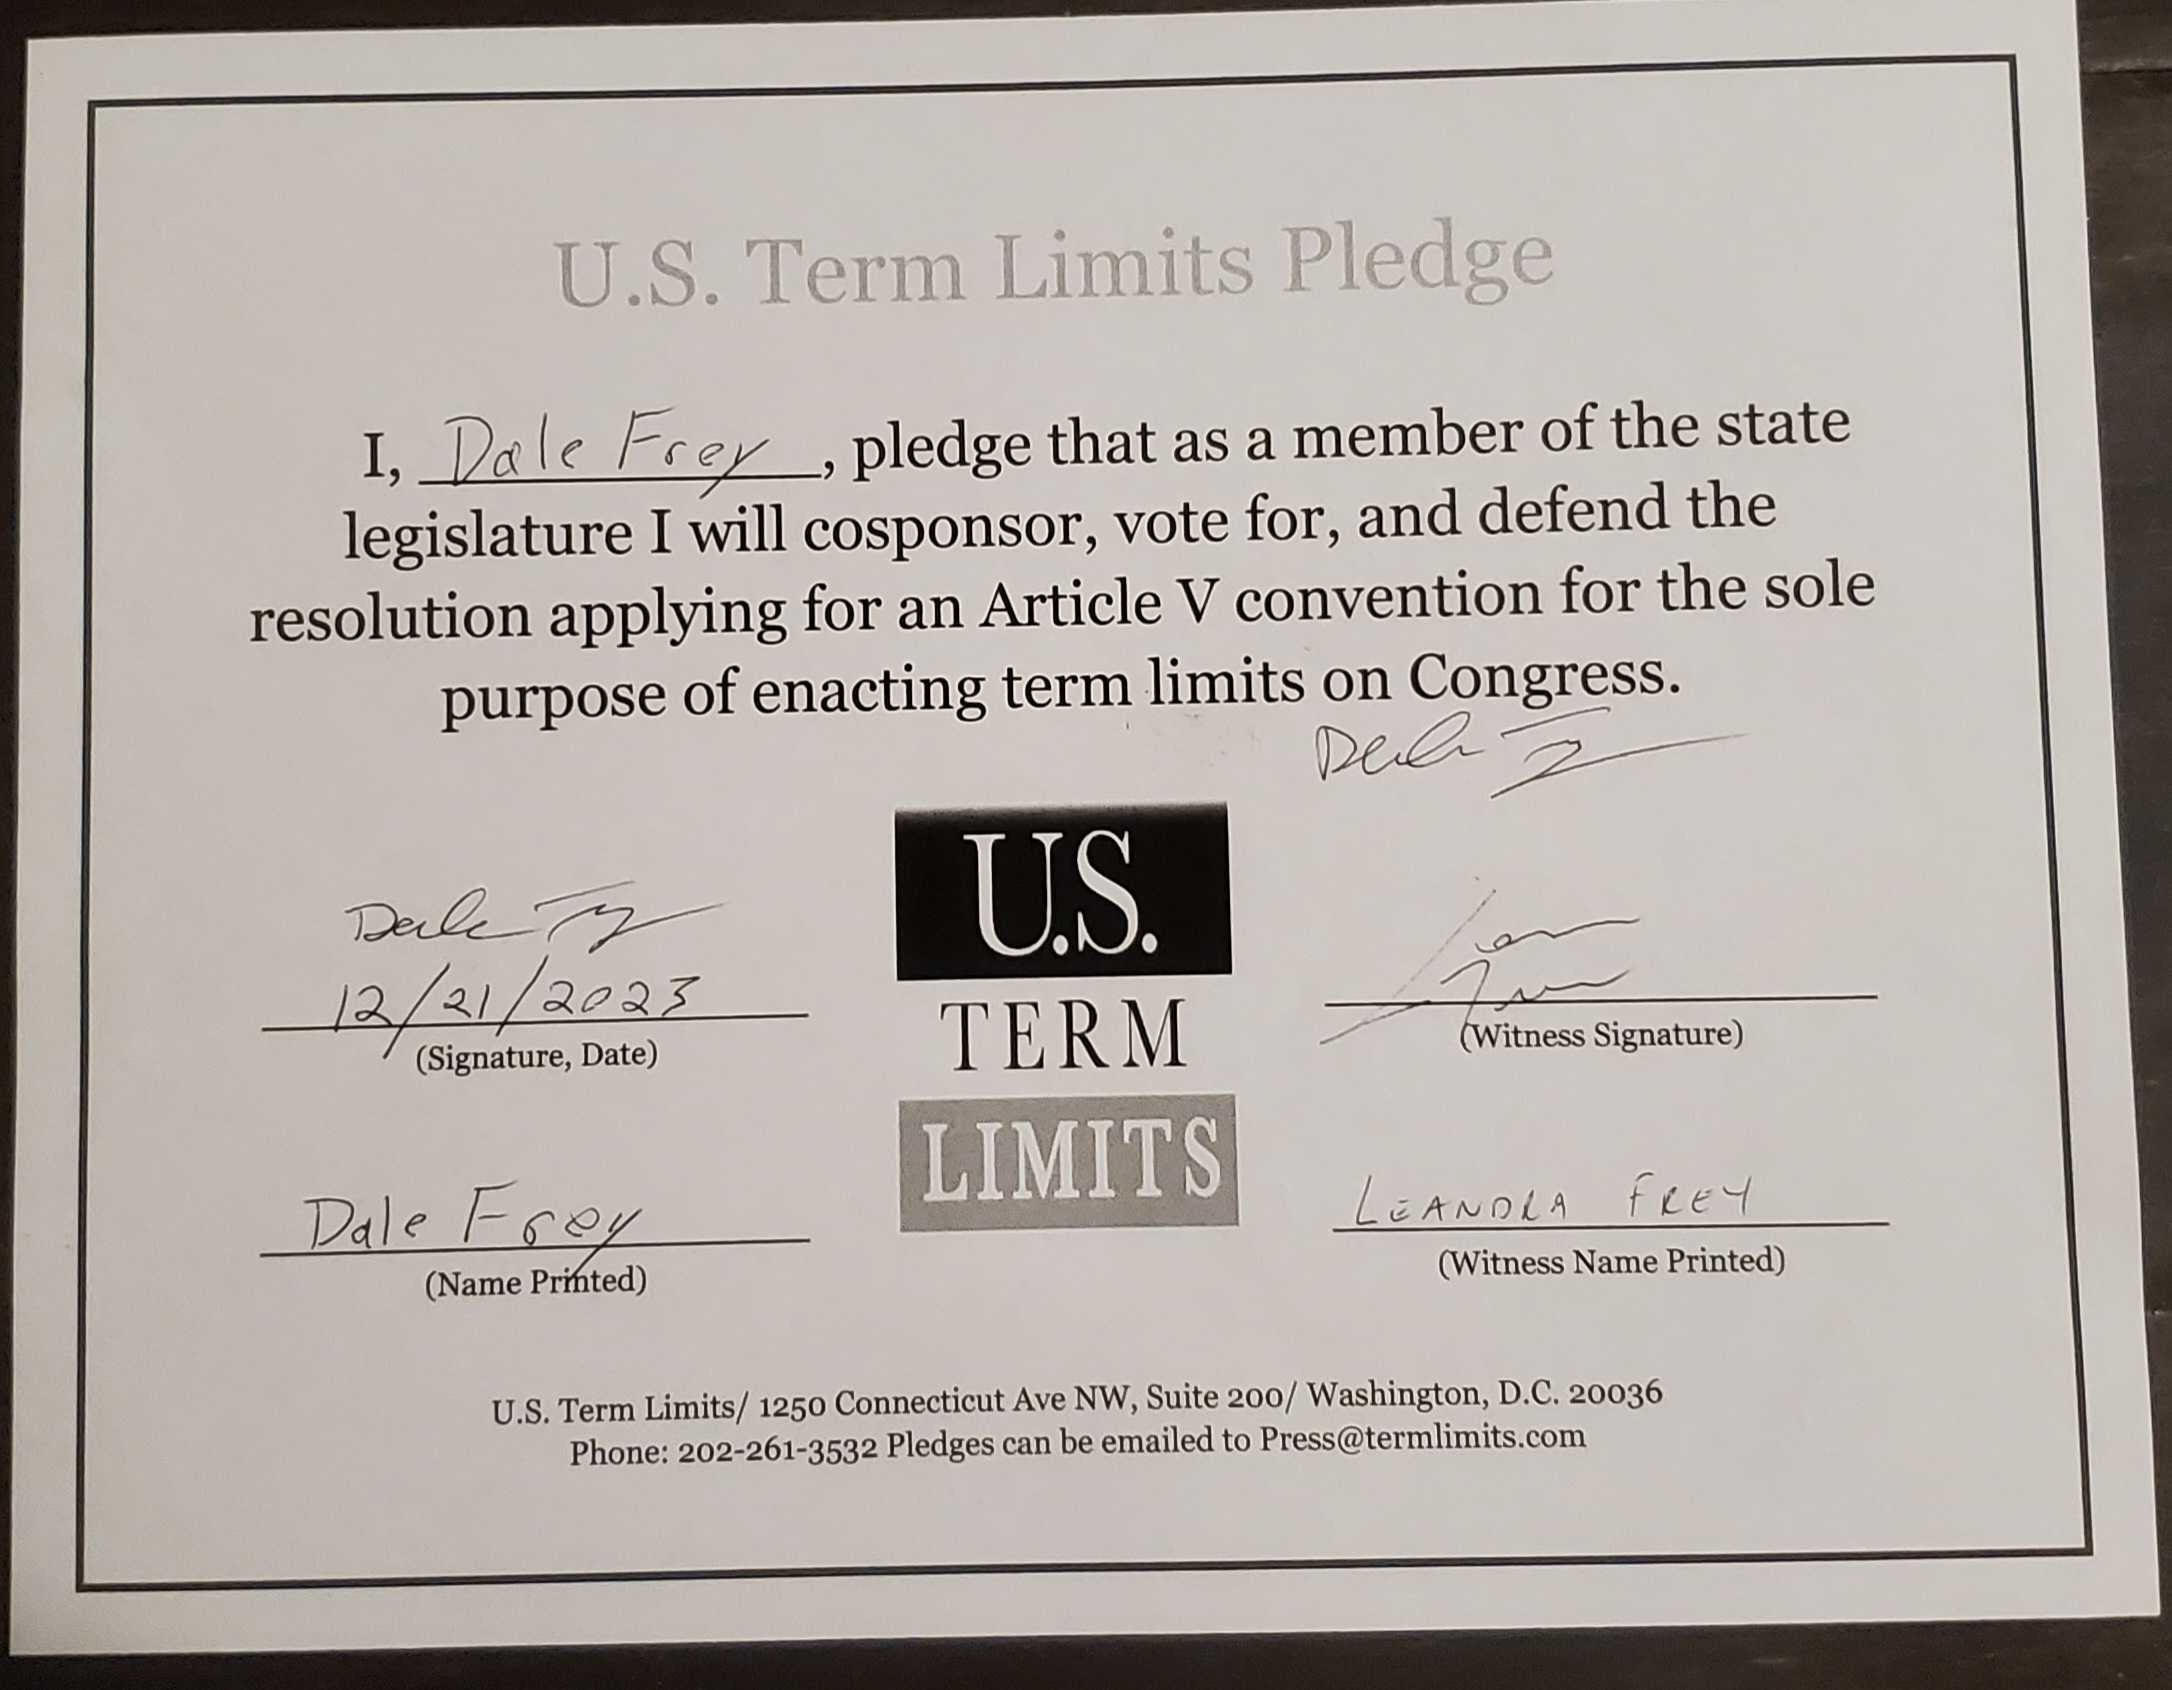 U.S. Term Limits Pledge
I, Dale Frey, pledge that as a member of the state
legislature I will cosponsor, vote for, and defend the
resolution applying for an Article V convention for the sole
purpose of enacting term limits on Congress.
U.S.
TERM
LIMITS
Dale
12/21/2023
(Signature, Date)
(Witness Signature)
Dale Frey
(Name Printed)
LEANDRA FREY
(Witness Name Printed)
U.S. Term Limits/ 1250 Connecticut Ave NW, Suite 200/ Washington, D.C. 20036
Phone: 202-261-3532 Pledges can be emailed to Press@termlimits.com